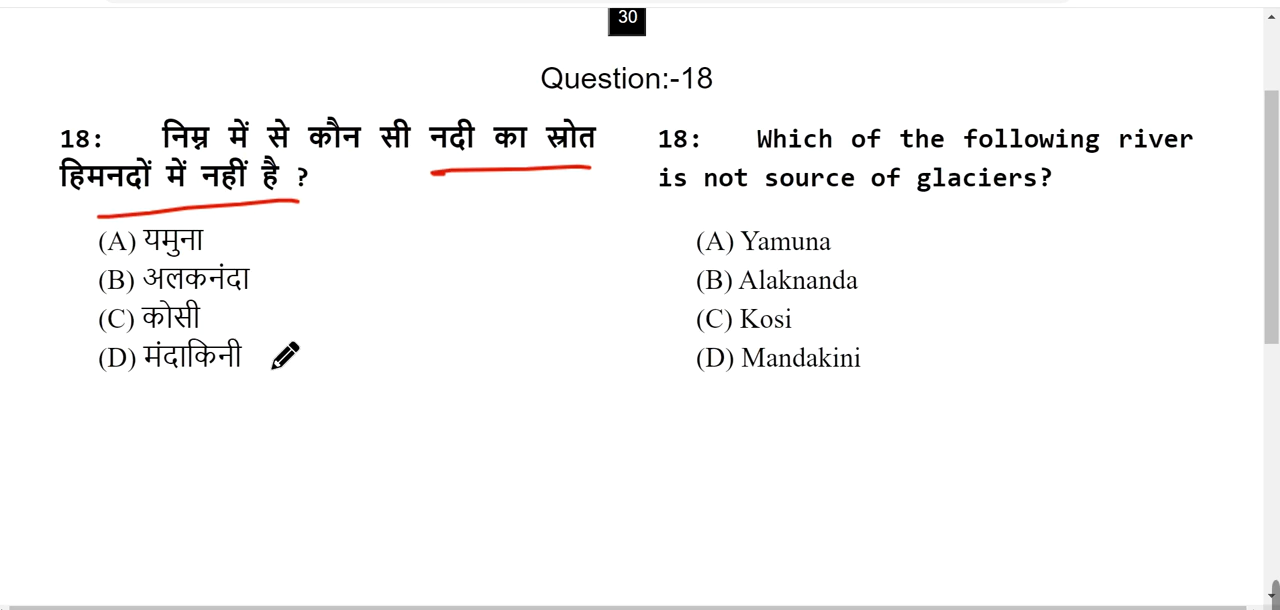 30
Question:-18
18: निम्न में से कौन सी नदी का स्रोत
हिमनदों में नहीं है ?
(A) यमुना
(B) अलकनंदा
(C) कोसी
(D) मंदाकिनी
18: Which of the following river
is not source of glaciers?
(A) Yamuna
(B) Alaknanda
(C) Kosi
(D) Mandakini